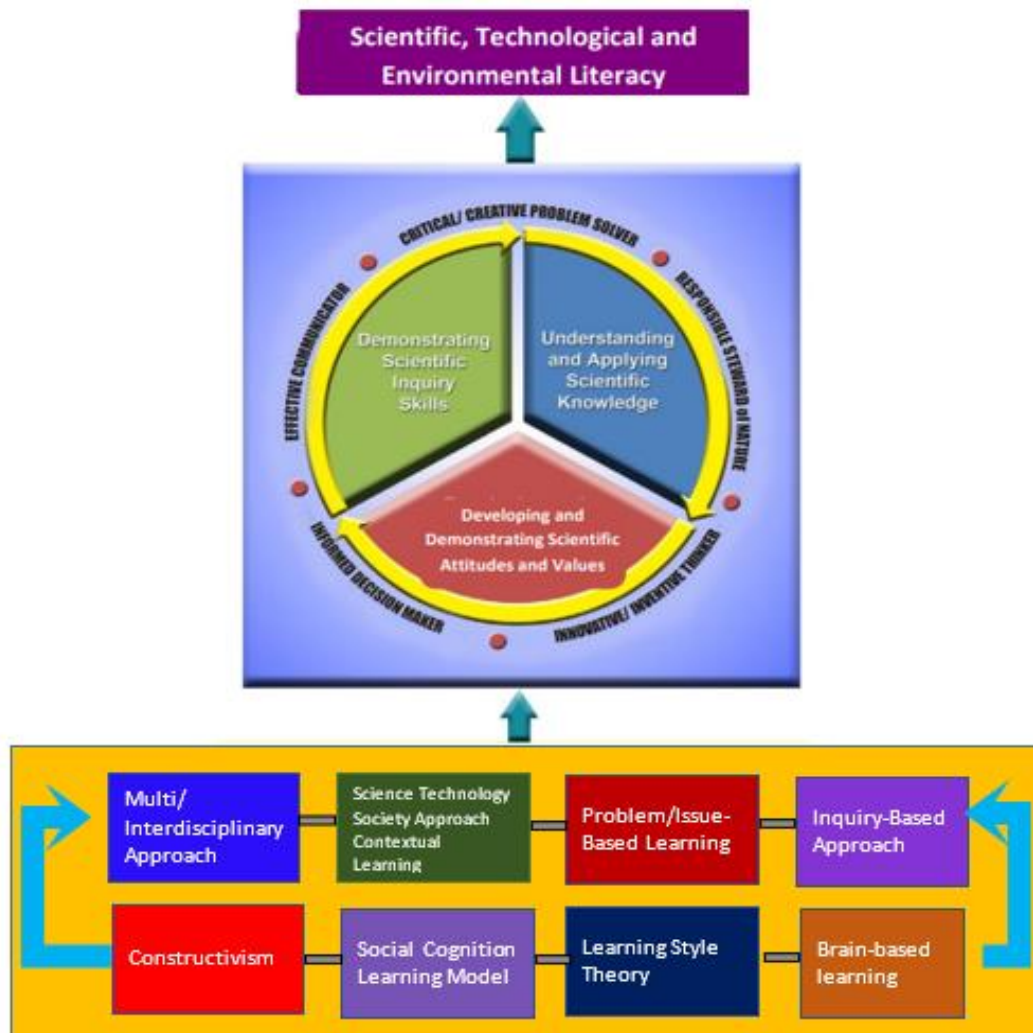 Scientific, Technological and
Environmental Literacy
CRITICAL/ CREATIVE PROBLEM SOLVER
RESPONSIBLE STEWARD of NATURE
INNOVATIVE/ INVENTIVE THINKER
INFORMED DECISION MAKER
EFFECTIVE COMMUNICATOR
Demonstrating
Scientific
Inquiry
Skills
Understanding
and Applying
Scientific
Knowledge
Developing and
Demonstrating Scientific
Attitudes and Values
Multi/
Interdisciplinary
Approach
Science Technology
Society Approach
Contextual
Learning
Problem/Issue-
Based Learning
Inquiry-Based
Approach
Constructivism
Social Cognition
Learning Model
Learning Style
Theory
Brain-based
learning